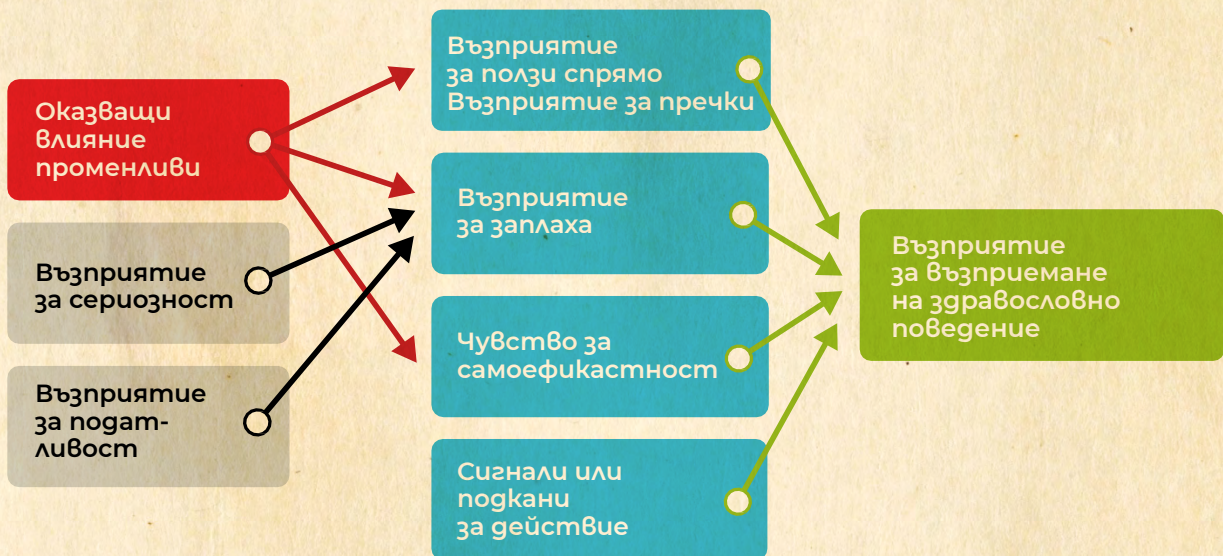 Оказващи
влияние
променливи
Възприятие
за сериозност
Възприятие
за подат-
ливост
Възприятие
за ползи спрямо
Възприятие за пречки
Възприятие
за заплаха
Чувство за
самоефикастност
Сигнали или
подкани
за действие
Възприятие
за възприемане
на здравословно
поведение